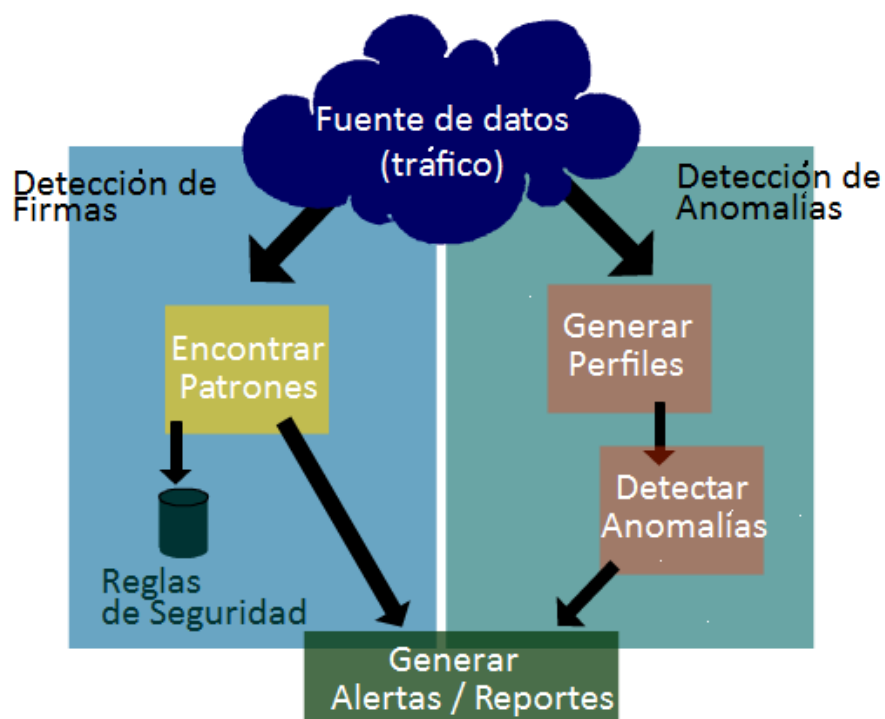 Fuente de datos
(tráfico)
Detección de
Firmas
Detección de
Anomalías
Encontrar
Patrones
Generar
Perfiles
Detectar
Anomalías
Reglas
de Seguridad
Generar
Alertas / Reportes